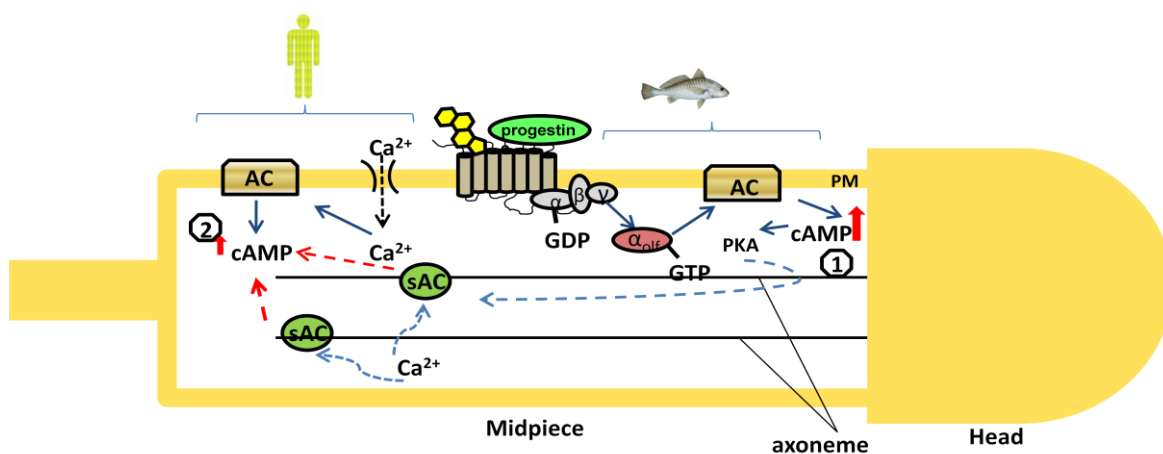 progestin
Ca²⁺
AC
AC
PM
α
β
γ
2
cAMP
Ca²⁺
GDP
α olf
PKA
cAMP
GTP
1
sAC
sAC
Ca²⁺
Midpiece
axoneme
Head